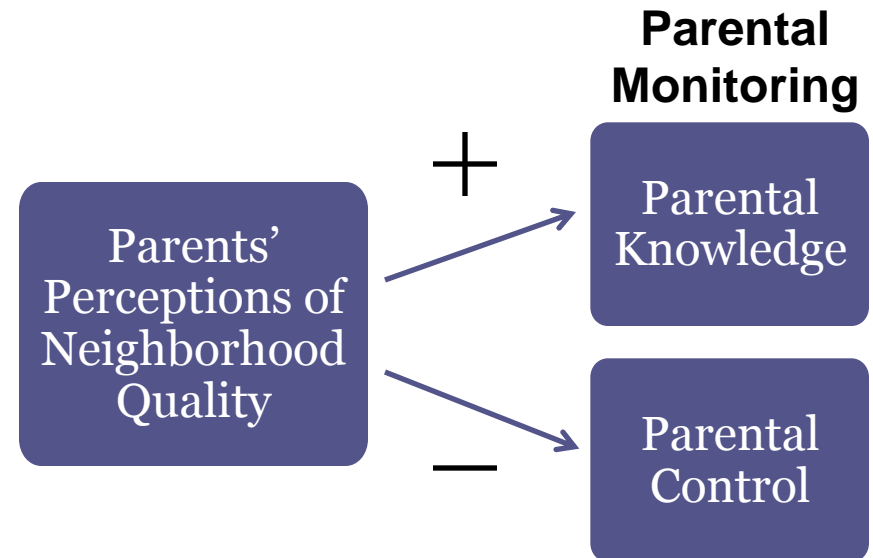 Parental
Monitoring
+
Parents’
Perceptions of
Neighborhood
Quality
Parental
Knowledge
Parental
Control
—